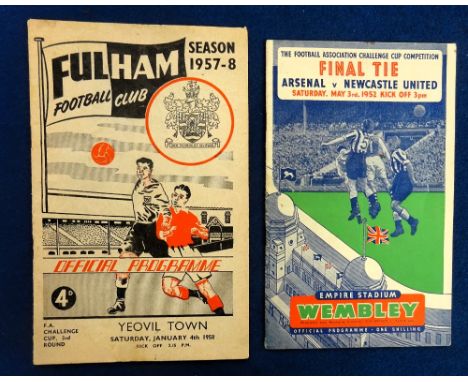 FULHAM
FOOTBALL CLUB
SEASON
1957-8
OFFICIAL PROGRAMME
4D
F.A.
CHALLENGE
CUP, 3rd
ROUND
YEOVIL TOWN
SATURDAY, JANUARY 4th 1958
KICK OFF 2.15 P.M.
THE FOOTBALL ASSOCIATION CHALLENGE CUP COMPETITION
FINAL TIE
ARSENAL v NEWCASTLE UNITED
SATURDAY, MAY 3rd, 1952 KICK OFF 3pm
EMPIRE STADIUM
WEMBLEY
OFFICIAL PROGRAMME - ONE SHILLING